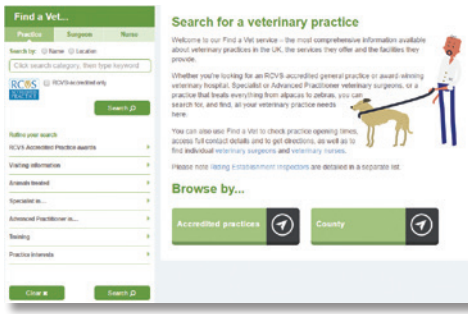 Find a Vet...
Practice Surgeon Nurse
Search by: Name Location
Click search category, then type keyword
RCVS
ACCREDITED
PRACTICE
RCVS-accredited only
Search
Refine your search
RCVS Accredited Practice awards
Visiting information
Animals treated
Specialist in...
Advanced Practitioner in...
Training
Practice interests
Clear x
Search
Search for a veterinary practice
Welcome to our Find a Vet service – the most comprehensive information available
about veterinary practices in the UK, the services they offer and the facilities they
provide.
Whether you're looking for an RCVS-accredited general practice or award-winning
veterinary hospital, Specialist or Advanced Practitioner veterinary surgeons, or a
practice that treats everything from alpacas to zebras, you can
search for, and find, all your veterinary practice needs
here.
You can also use Find a Vet to check practice opening times,
access full contact details and to get directions, as well as to
find individual veterinary surgeons and veterinary nurses.
Please note Riding Establishment Inspectors are detailed in a separate list.
Browse by...
Accredited practices
County